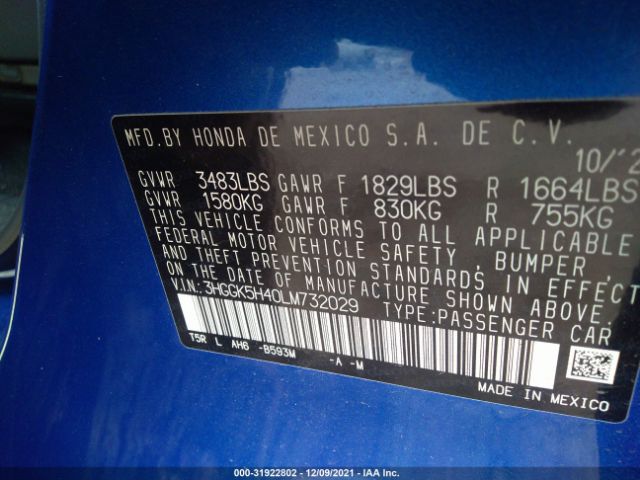 MFD.BY HONDA DE MEXICO S.A. DE C.V.
10/'2
GVWR 3483LBS GAWR F 1829LBS R 1664LBS
GVWR 1580KG GAWR F 830KG R 755KG
THIS VEHICLE CONFORMS TO ALL APPLICABLE
FEDERAL MOTOR VEHICLE SAFETY, BUMPER,
AND THEFT PREVENTION STANDARDS IN EFFECT
ON THE DATE OF MANUFACTURE SHOWN ABOVE.
V.I.N.:3HGGK5H40LM732029 TYPE:PASSENGER CAR
T5R L AH6 -B593M -A -M
MADE IN MEXICO
000-31922802 - 12/09/2021 - IAA Inc.